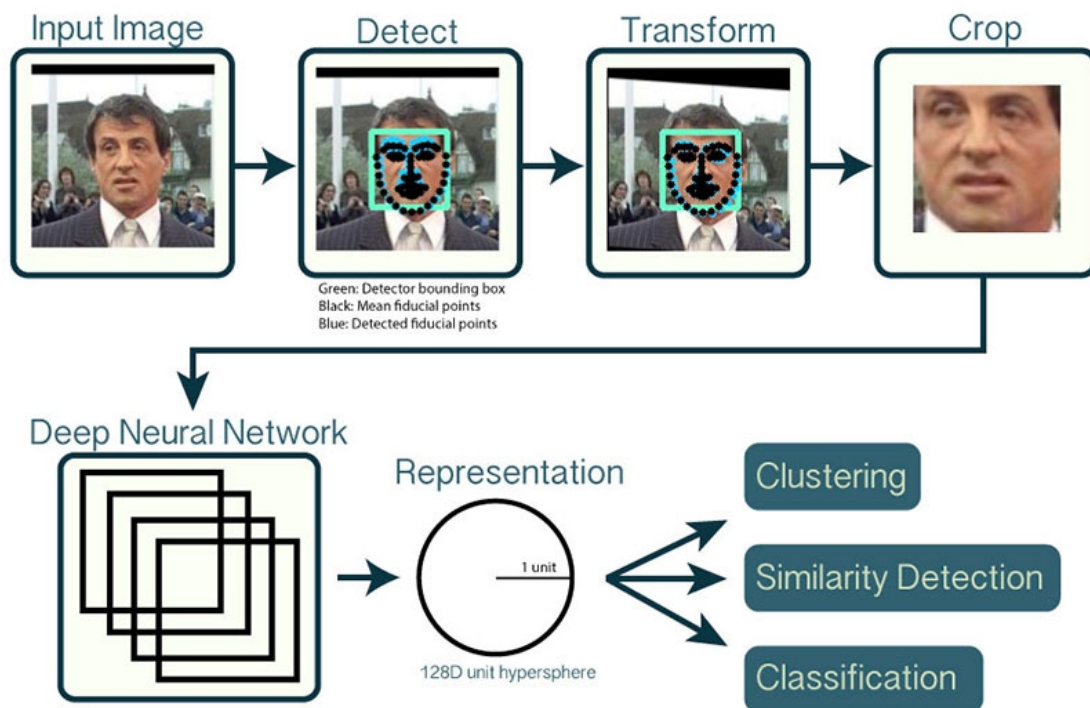 Input Image
Detect
Transform
Crop
Green: Detector bounding box
Black: Mean fiducial points
Blue: Detected fiducial points
Deep Neural Network
Representation
1 unit
128D unit hypersphere
Clustering
Similarity Detection
Classification